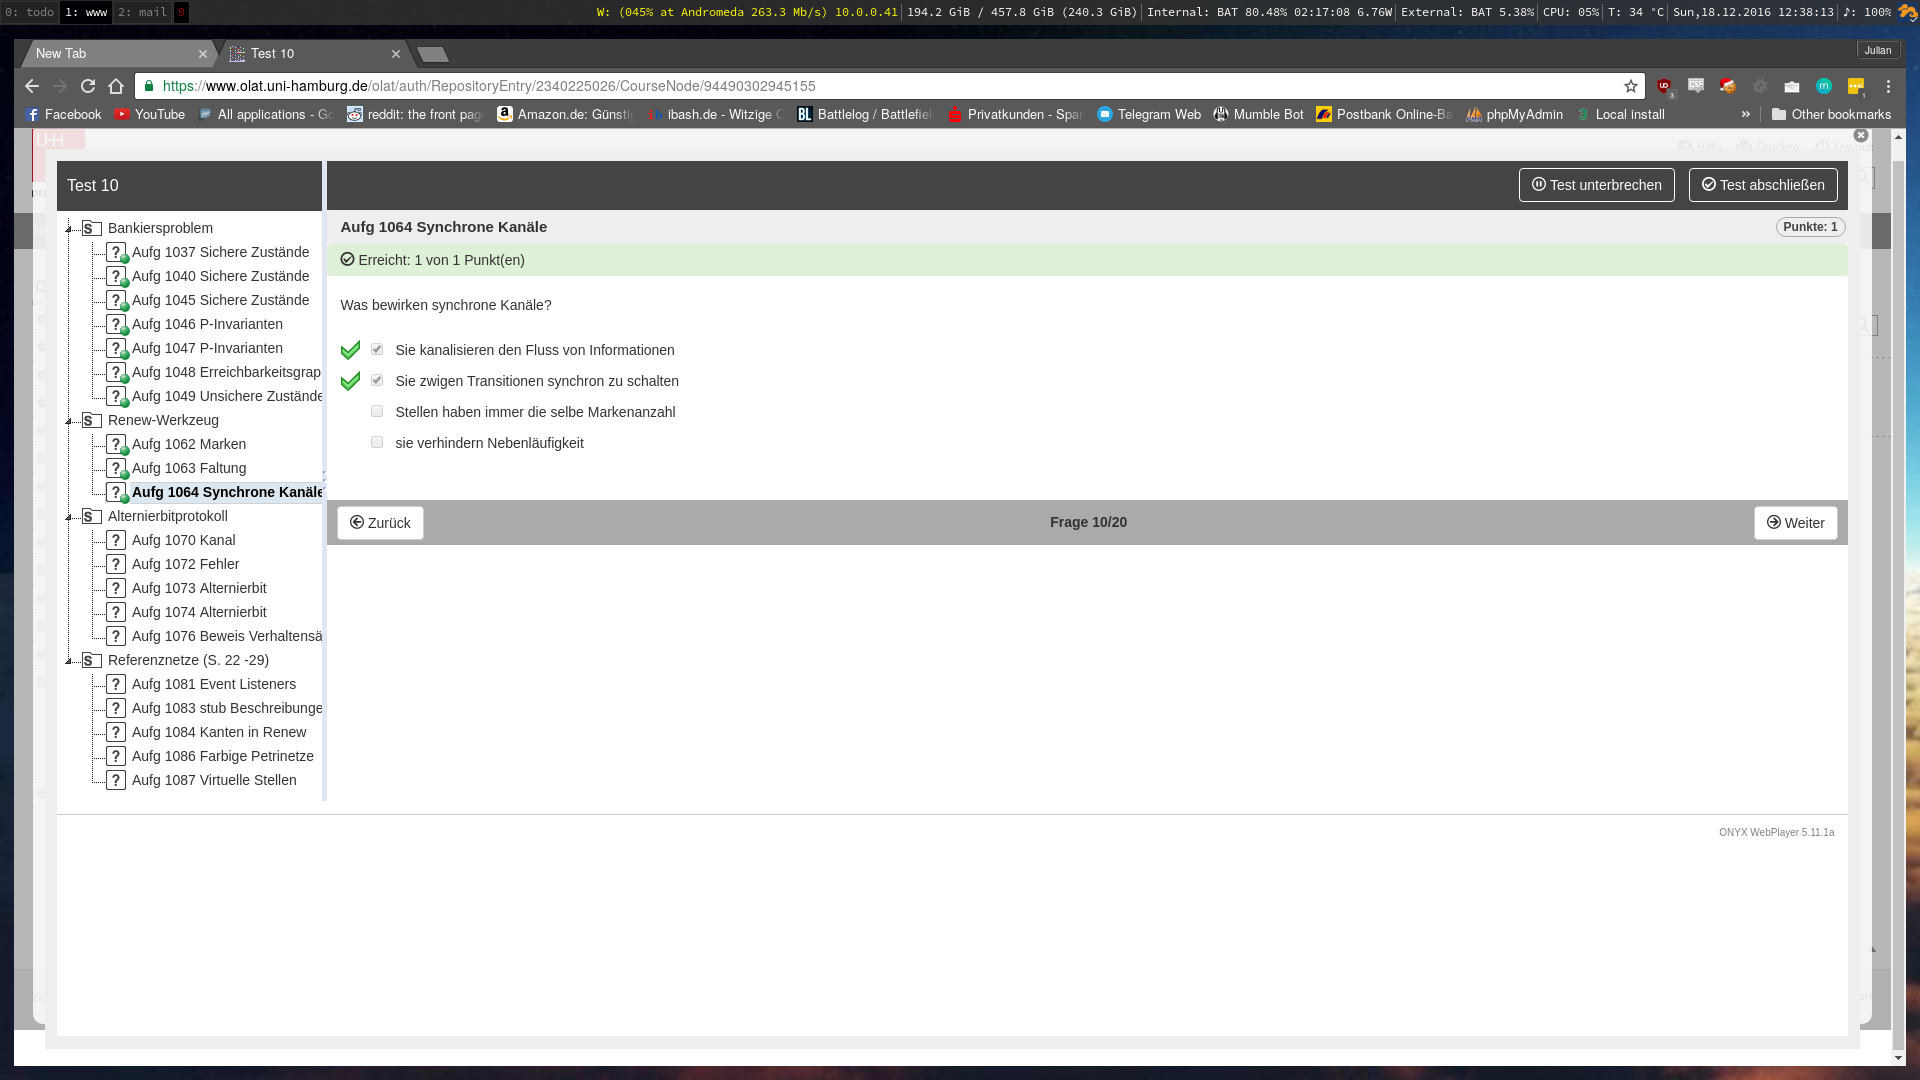 0: todo 1: www 2: mail 9 W: (045% at Andromeda 263.3 Mb/s) 10.0.0.41 194.2 GiB / 457.8 GiB (240.3 GiB) Internal: BAT 80.48% 02:17:08 6.76W External: BAT 5.38% CPU: 05% T: 34 °C Sun,18.12.2016 12:38:13 ♪: 100%
New Tab Test 10 Julian
https://www.olat.uni-hamburg.de/olat/auth/RepositoryEntry/2340225026/CourseNode/94490302945155
Facebook YouTube All applications - Go reddit: the front pag Amazon.de: Günsti ibash.de - Witzige C Battlelog / Battlefiel Privatkunden - Spar Telegram Web Mumble Bot Postbank Online-Ba phpMyAdmin Local install » Other bookmarks
Test 10
Test unterbrechen Test abschließen
Bankiersproblem
Aufg 1037 Sichere Zustände
Aufg 1040 Sichere Zustände
Aufg 1045 Sichere Zustände
Aufg 1046 P-Invarianten
Aufg 1047 P-Invarianten
Aufg 1048 Erreichbarkeitsgrap
Aufg 1049 Unsichere Zustände
Renew-Werkzeug
Aufg 1062 Marken
Aufg 1063 Faltung
Aufg 1064 Synchrone Kanäle
Alternierbitprotokoll
Aufg 1070 Kanal
Aufg 1072 Fehler
Aufg 1073 Alternierbit
Aufg 1074 Alternierbit
Aufg 1076 Beweis Verhaltensä
Referenznetze (S. 22 -29)
Aufg 1081 Event Listeners
Aufg 1083 stub Beschreibunge
Aufg 1084 Kanten in Renew
Aufg 1086 Farbige Petrinetze
Aufg 1087 Virtuelle Stellen
Aufg 1064 Synchrone Kanäle Punkte: 1
Erreicht: 1 von 1 Punkt(en)
Was bewirken synchrone Kanäle?
Sie kanalisieren den Fluss von Informationen
Sie zwigen Transitionen synchron zu schalten
Stellen haben immer die selbe Markenanzahl
sie verhindern Nebenläufigkeit
Zurück Frage 10/20 Weiter
ONYX WebPlayer 5.11.1a